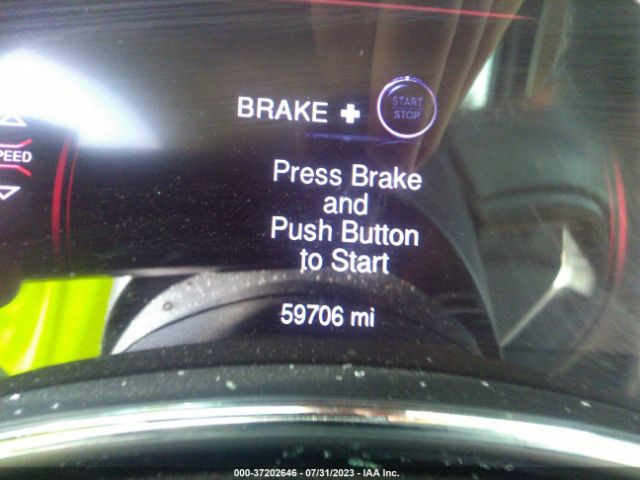 BRAKE + START
STOP
PEED
Press Brake
and
Push Button
to Start
59706 mi
000-37202646 - 07/31/2023 - IAA Inc.